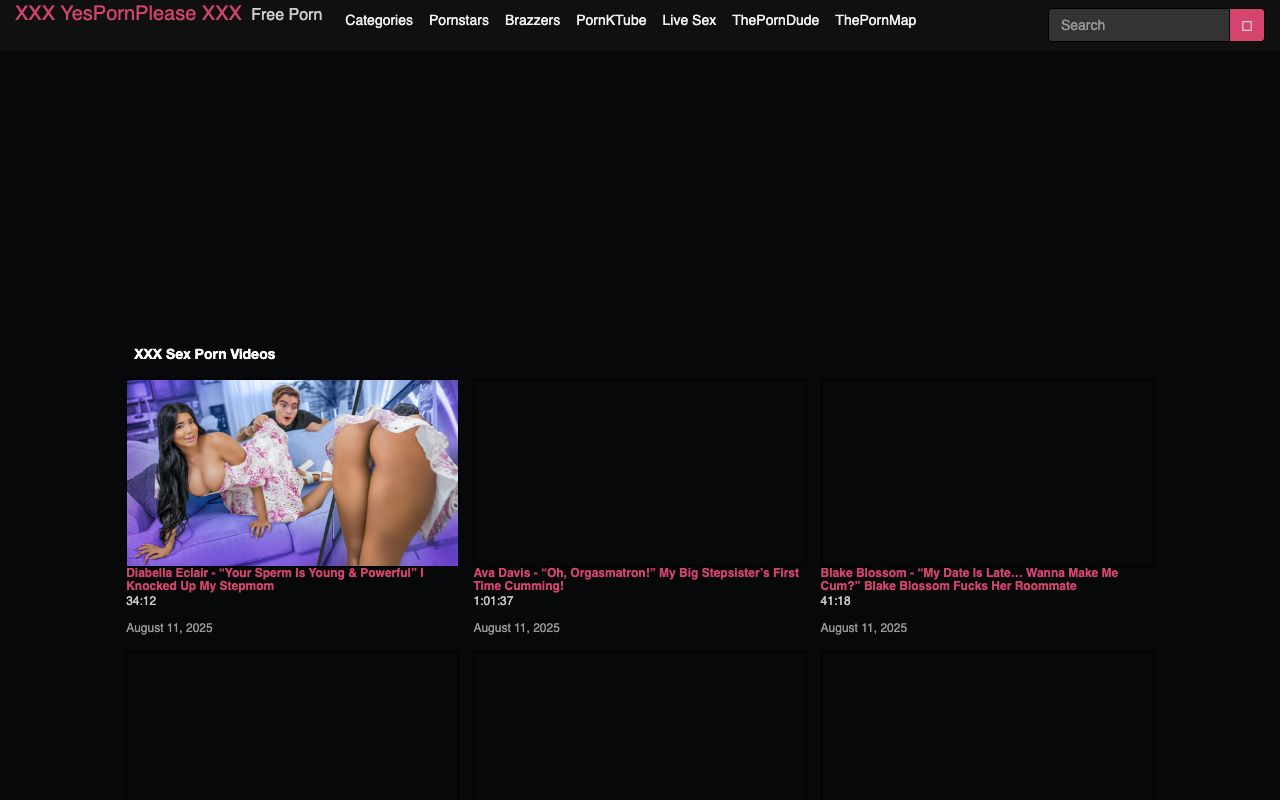 XXX YesPornPlease XXX Free Porn Categories Pornstars Brazzers PornKTube Live Sex ThePornDude ThePornMap Search
XXX Sex Porn Videos
Diabella Eclair - “Your Sperm Is Young & Powerful” I
Knocked Up My Stepmom
34:12
August 11, 2025
Ava Davis - “Oh, Orgasmatron!” My Big Stepsister’s First
Time Cumming!
1:01:37
August 11, 2025
Blake Blossom - “My Date Is Late… Wanna Make Me
Cum?” Blake Blossom Fucks Her Roommate
41:18
August 11, 2025